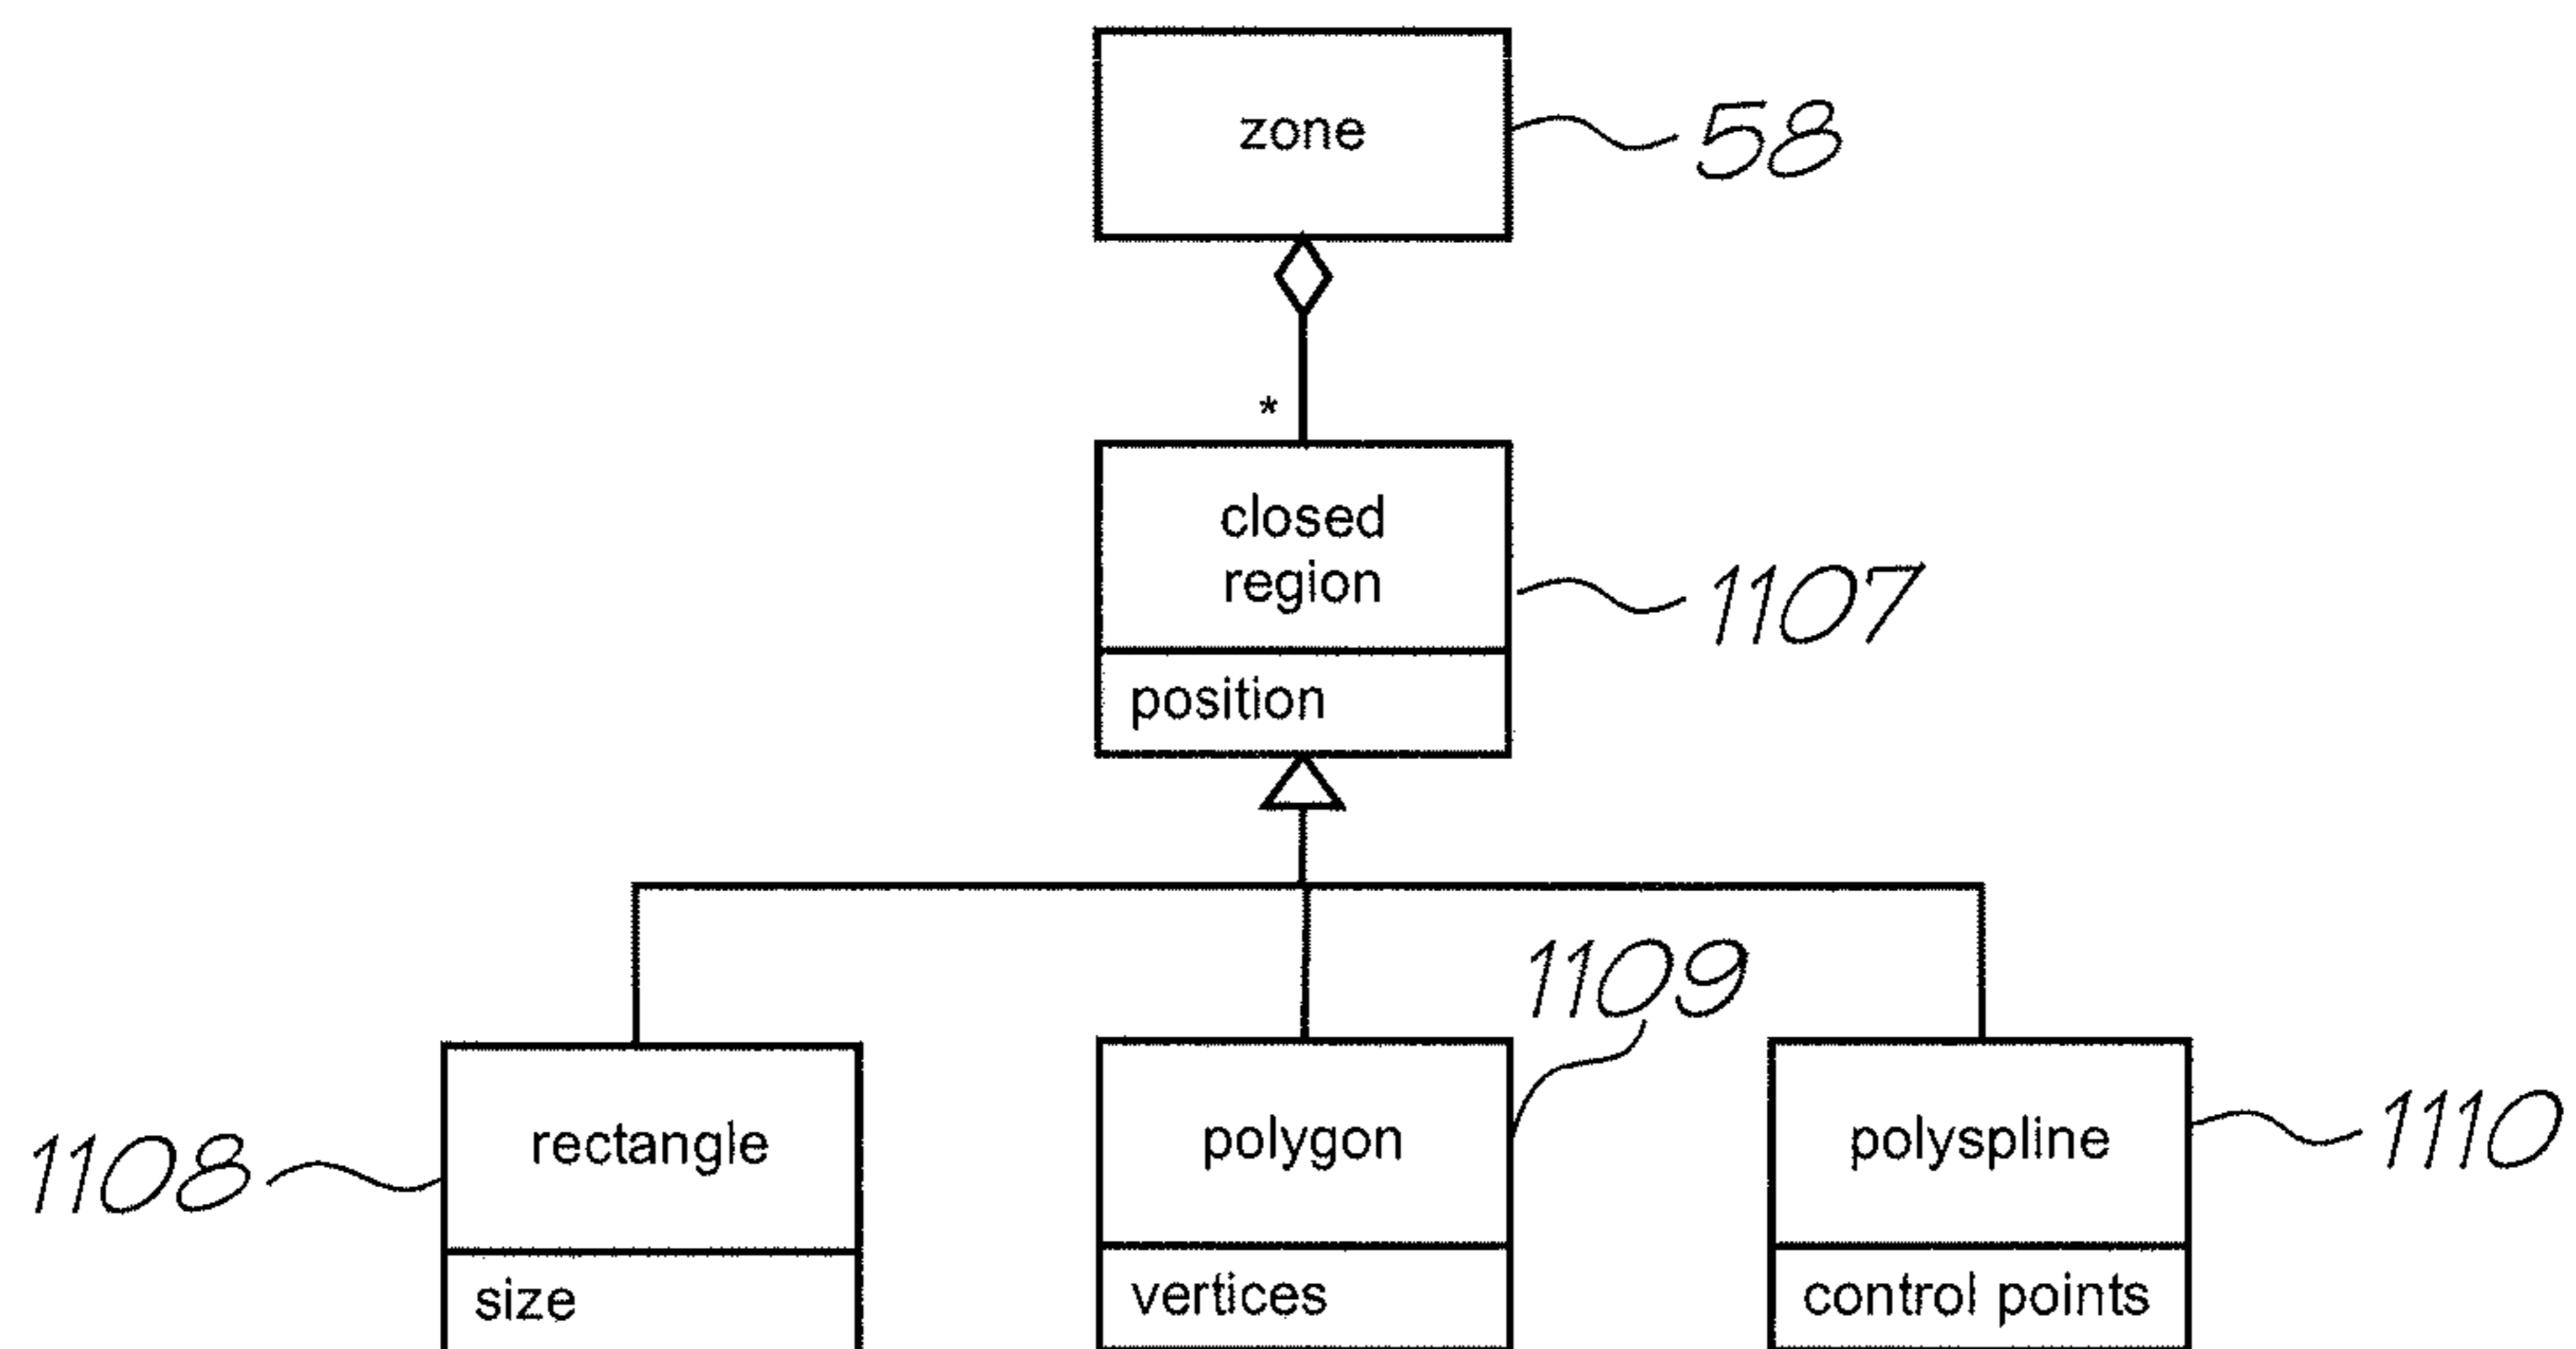 zone
58
*
closed
region
1107
position
1109
rectangle
polygon
polyspline
1108
1110
size
vertices
control points